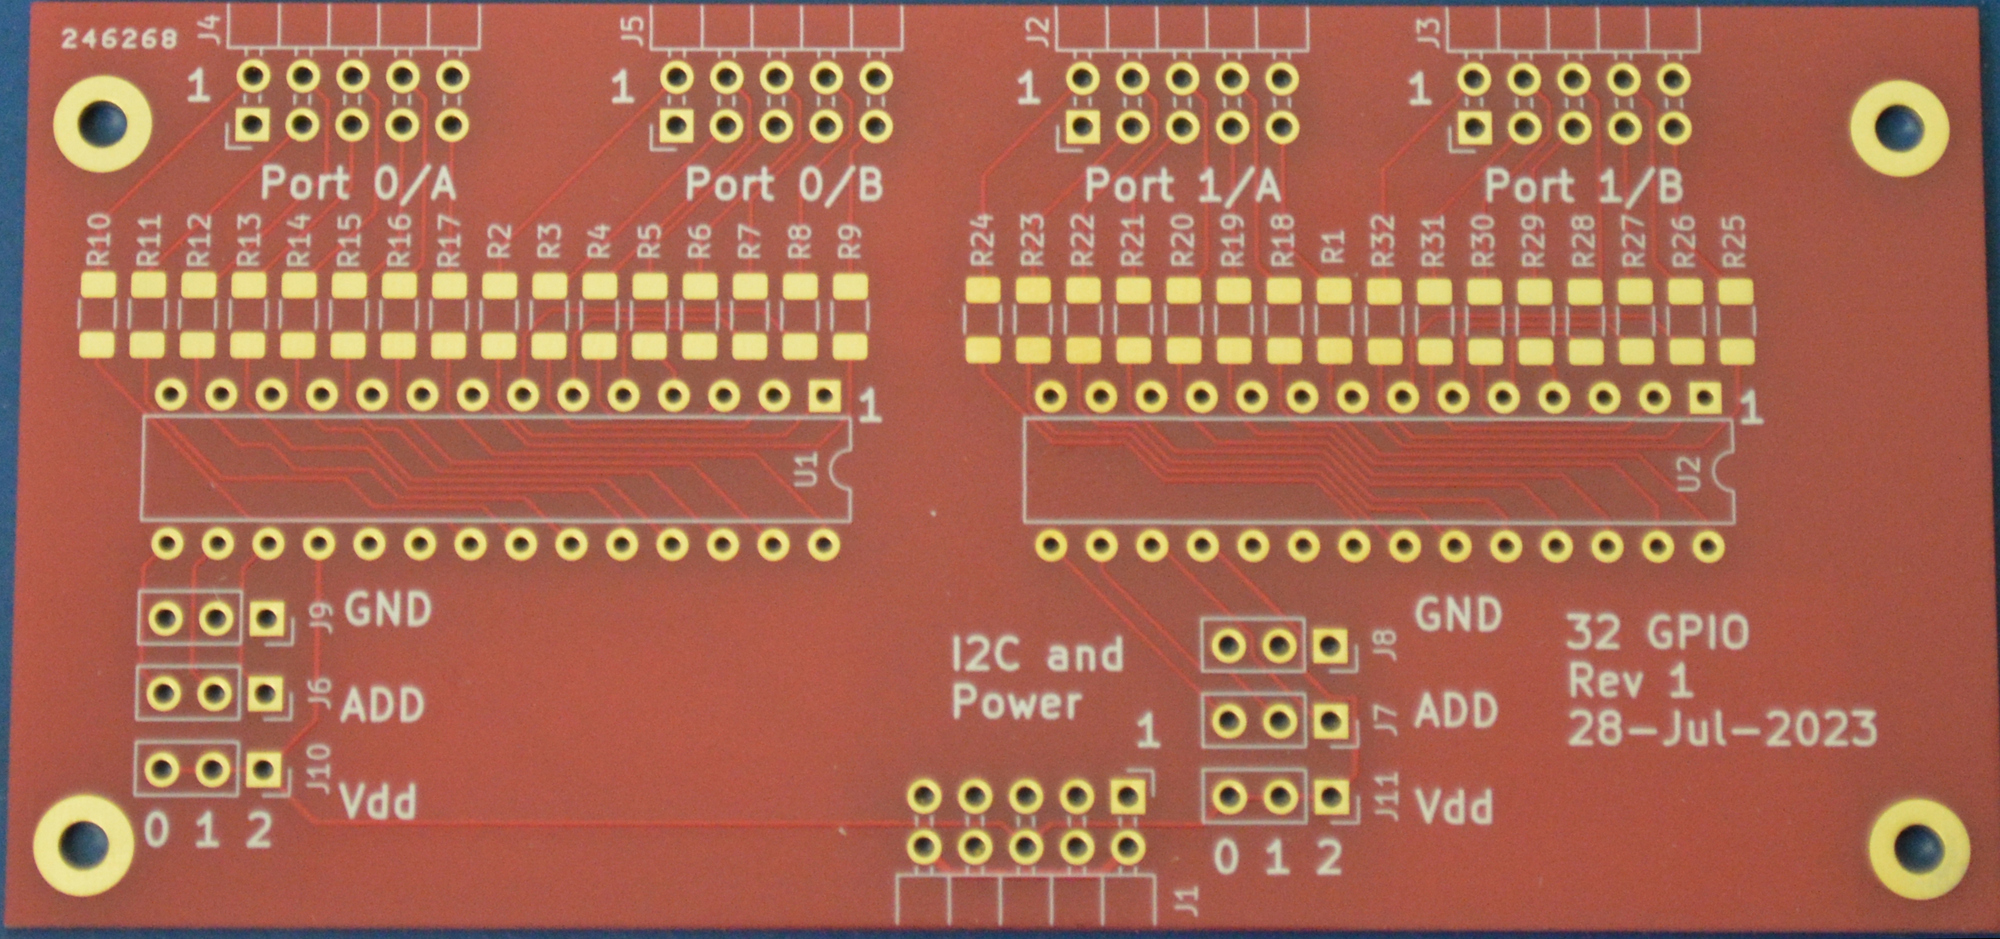 246268
J4
J5
J2
J3
1
1
1
1
Port 0/A
Port 0/B
Port 1/A
Port 1/B
R10 R11 R12 R13 R14 R15 R16 R17 R2 R3 R4 R5 R6 R7 R8 R9
R24 R23 R22 R21 R20 R19 R18 R1 R32 R31 R30 R29 R28 R27 R26 R25
1
1
U1
U2
J9 GND
J6 ADD
J10 Vdd
0 1 2
I2C and
Power
1
J1
J8 GND
J7 ADD
J11 Vdd
0 1 2
32 GPIO
Rev 1
28-Jul-2023